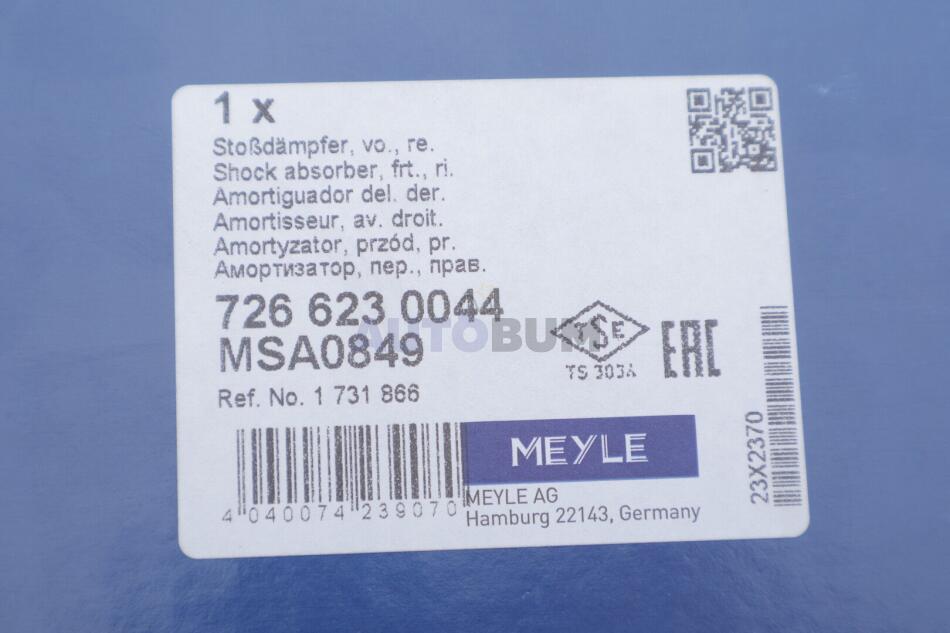 1 x
Stoßdämpfer, vo., re.
Shock absorber, frt., ri.
Amortiguador del. der.
Amortisseur, av. droit.
Amortyzator, przód, pr.
Амортизатор, пер., прав.
726 623 0044
AUTOBUM
MSA0849
TSE
TS 303A
EAC
Ref. No. 1 731 866
MEYLE
MEYLE AG
Hamburg 22143, Germany
4 040074 239070
23X2370